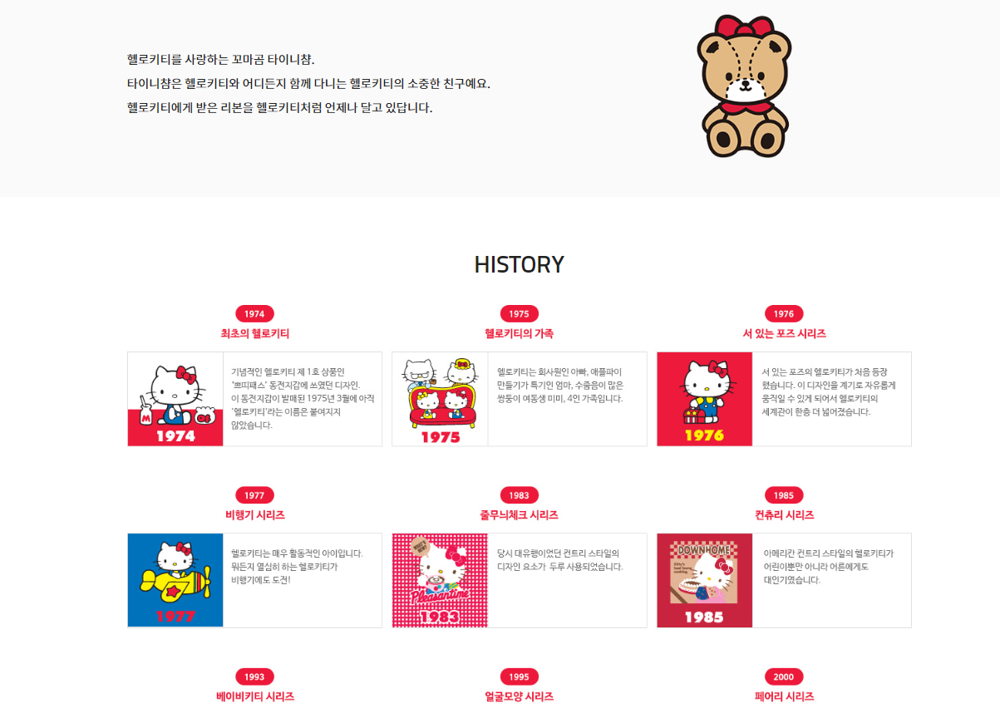 헬로키티를 사랑하는 꼬마곰 타이니챰.
타이니챰은 헬로키티와 어디든지 함께 다니는 헬로키티의 소중한 친구예요.
헬로키티에게 받은 리본을 헬로키티처럼 언제나 달고 있답니다.
HISTORY
1974
최초의 헬로키티
M
1974
기념적인 헬로키티 제 1호 상품인
'쁘띠패스' 동전지갑에 쓰였던 디자인.
이 동전지갑이 발매된 1975년 3월에 아직
'헬로키티'라는 이름은 붙여지지
않았습니다.
1975
헬로키티의 가족
1975
헬로키티는 회사원인 아빠, 애플파이
만들기가 특기인 엄마, 수줍음이 많은
쌍둥이 여동생 미미, 4인 가족입니다.
1976
서 있는 포즈 시리즈
1976
서 있는 포즈의 헬로키티가 처음 등장
했습니다. 이 디자인을 계기로 자유롭게
움직일 수 있게 되어서 헬로키티의
세계관이 한층 더 넓어졌습니다.
1977
비행기 시리즈
1977
헬로키티는 매우 활동적인 아이입니다.
뭐든지 열심히 하는 헬로키티가
비행기에도 도전!
1983
줄무늬체크 시리즈
Pleasantime
1983
당시 대유행이었던 컨트리 스타일의
디자인 요소가 두루 사용되었습니다.
1985
컨츄리 시리즈
DOWNHOME
Kitty's
best home
cooking
1985
아메리칸 컨트리 스타일의 헬로키티가
어린이뿐만 아니라 어른에게도
대인기였습니다.
1993
베이비키티 시리즈
1995
얼굴모양 시리즈
2000
페어리 시리즈